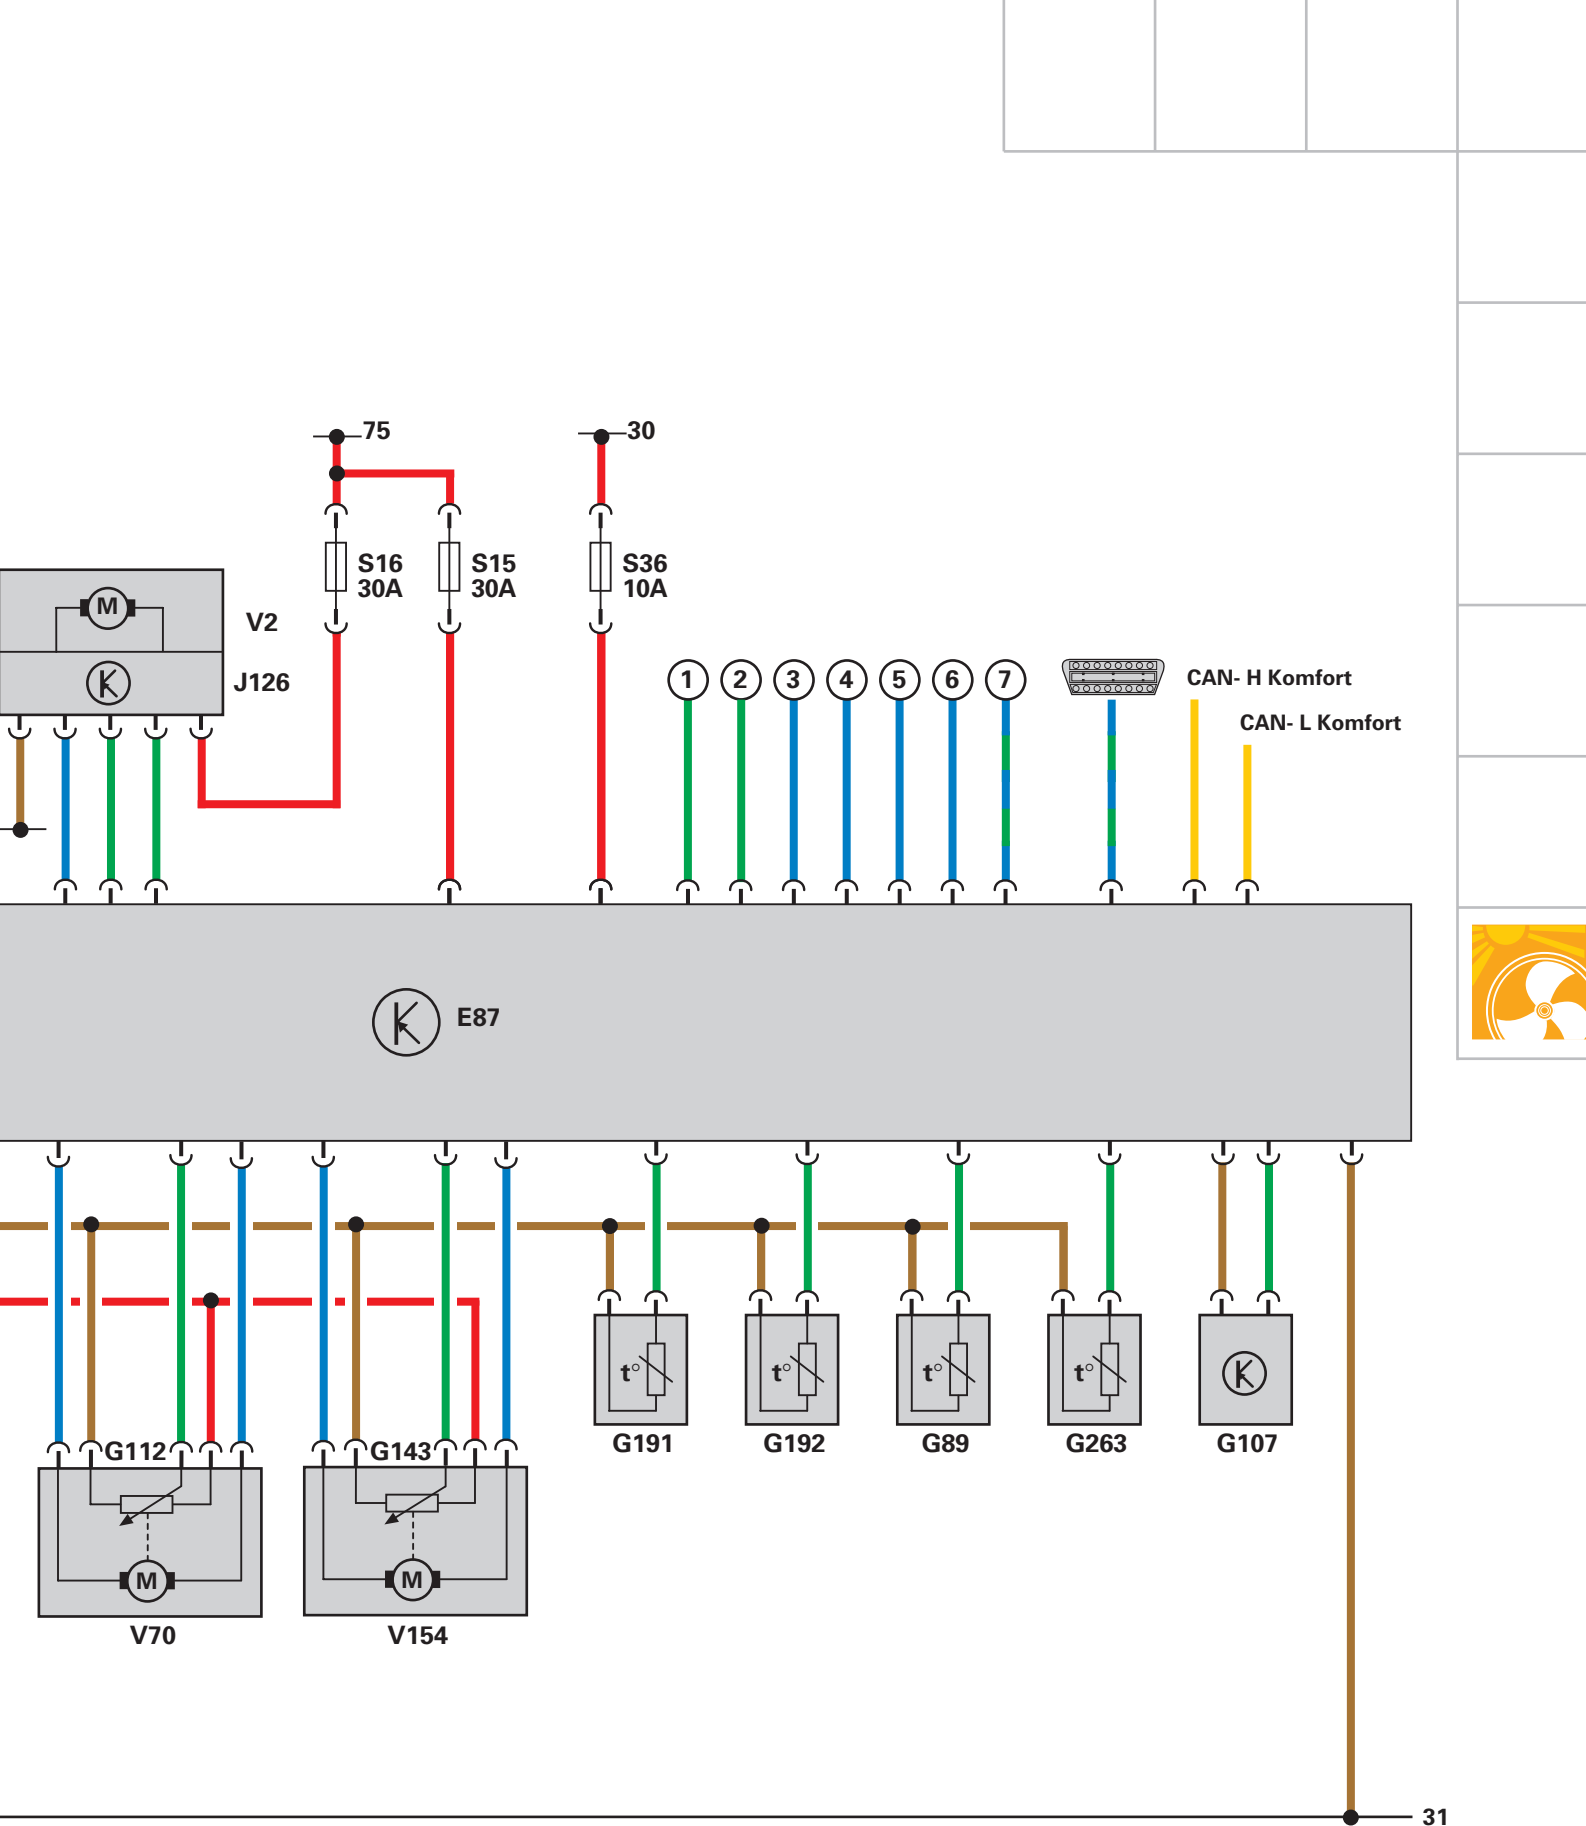 75
30
S16
30A
S15
30A
S36
10A
M
V2
J126
1 2 3 4 5 6 7
CAN- H Komfort
CAN- L Komfort
E87
t° t° t° t°
G191 G192 G89 G263 G107
G112 G143
M M
V70 V154
31